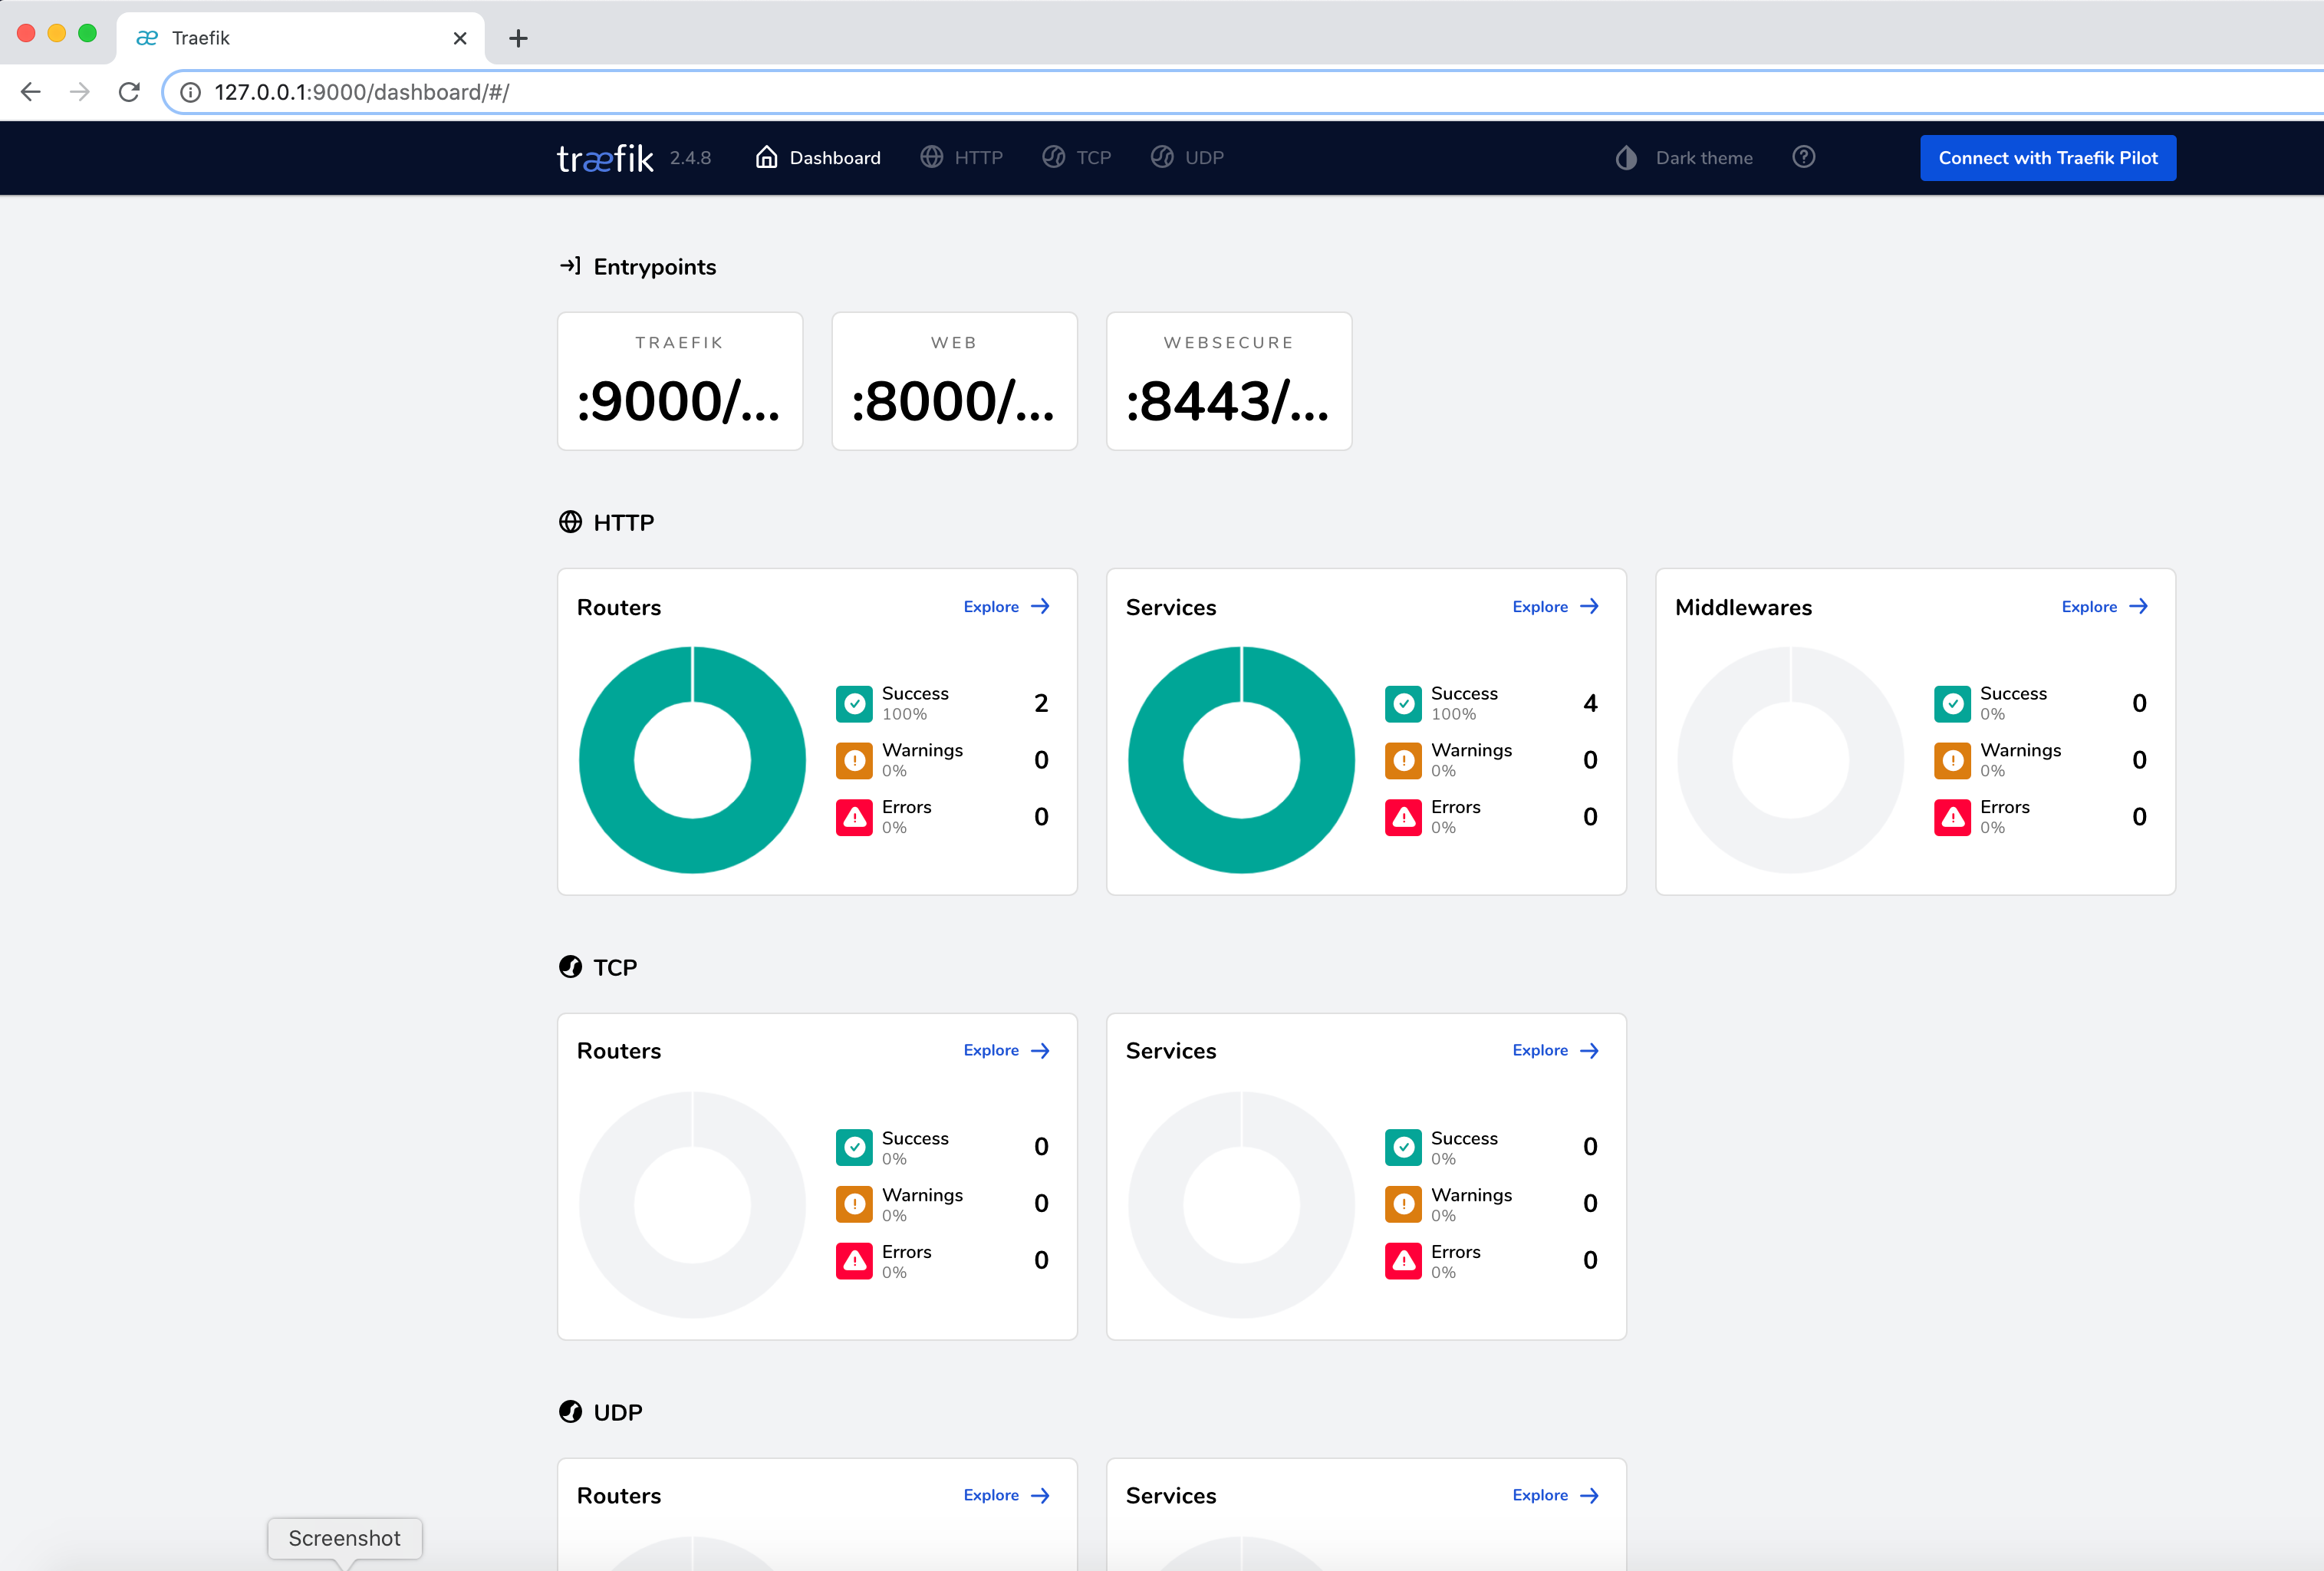 Traefik
127.0.0.1:9000/dashboard/#/
træfik 2.4.8 Dashboard HTTP TCP UDP Dark theme Connect with Traefik Pilot
Entrypoints
TRAEFIK WEB WEBSECURE
:9000/... :8000/... :8443/...
HTTP
Routers Explore
Success 2
100%
Warnings 0
0%
Errors 0
0%
Services Explore
Success 4
100%
Warnings 0
0%
Errors 0
0%
Middlewares Explore
Success 0
0%
Warnings 0
0%
Errors 0
0%
TCP
Routers Explore
Success 0
0%
Warnings 0
0%
Errors 0
0%
Services Explore
Success 0
0%
Warnings 0
0%
Errors 0
0%
UDP
Routers Explore
Services Explore
Screenshot